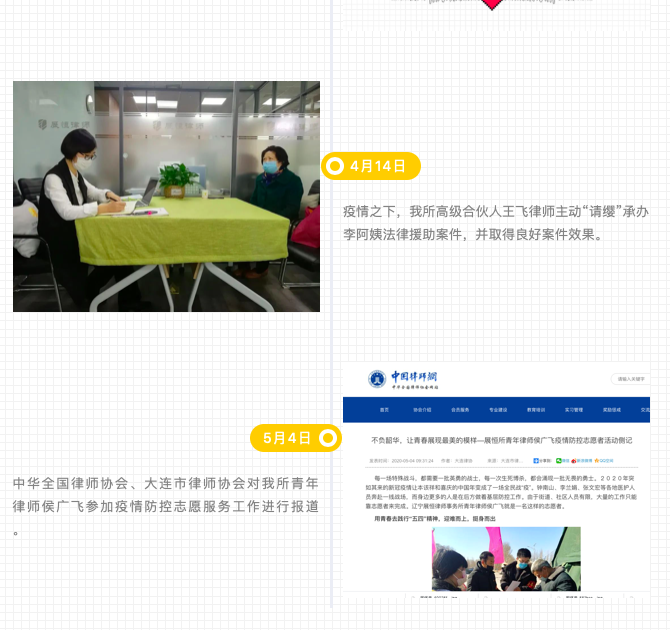 4月14日
疫情之下，我所高级合伙人王飞律师主动“请缨”承办
李阿姨法律援助案件，并取得良好案件效果。
5月4日
中华全国律师协会、大连市律师协会对我所青年
律师侯广飞参加疫情防控志愿服务工作进行报道
。
中国律师網
中华全国律师协会网
请输入关键字
首页 协会介绍 会员服务 专业建设 教育培训 实习管理 奖励惩戒
不负韶华，让青春展现最美的模样—展恒所青年律师侯广飞疫情防控志愿者活动侧记
每一场特殊战斗，都需要一批英勇的战士。每一次生死搏杀，都会涌现一批无畏的勇士。２０２０年突
如其来的新冠疫情让本该祥和喜庆的中国年变成了一场全民战“疫”。钟南山、李兰娟、张文宏等各地医护人
员奔赴一线战场，而身边更多的人是在后方做着基层防控工作。由于街道、社区人员有限，大量的工作只能
靠志愿者来完成。辽宁展恒律师事务所青年律师侯广飞就是一名这样的志愿者。
用青春去践行“五四”精神，迎难而上，挺身而出